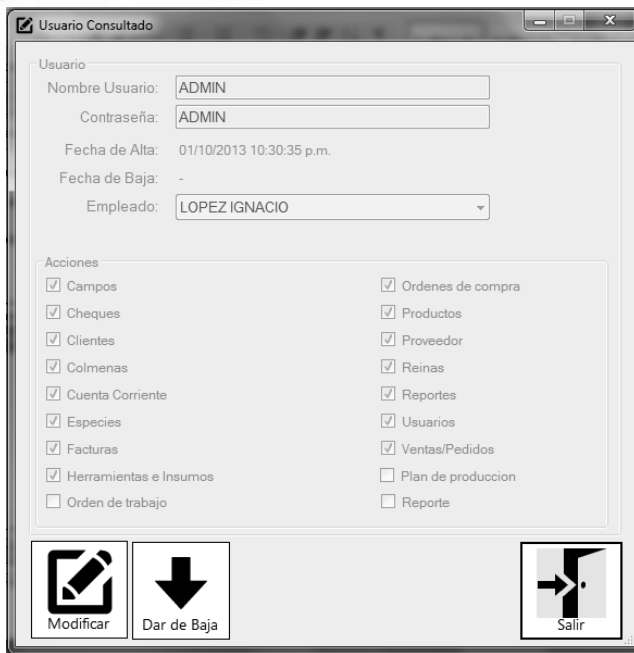 Usuario Consultado
Usuario
Nombre Usuario: ADMIN
Contraseña: ADMIN
Fecha de Alta: 01/10/2013 10:30:35 p.m.
Fecha de Baja: -
Empleado: LOPEZ IGNACIO
Acciones
Campos Ordenes de compra
Cheques Productos
Clientes Proveedor
Colmenas Reinas
Cuenta Corriente Reportes
Especies Usuarios
Facturas Ventas/Pedidos
Herramientas e Insumos Plan de produccion
Orden de trabajo Reporte
Modificar Dar de Baja Salir